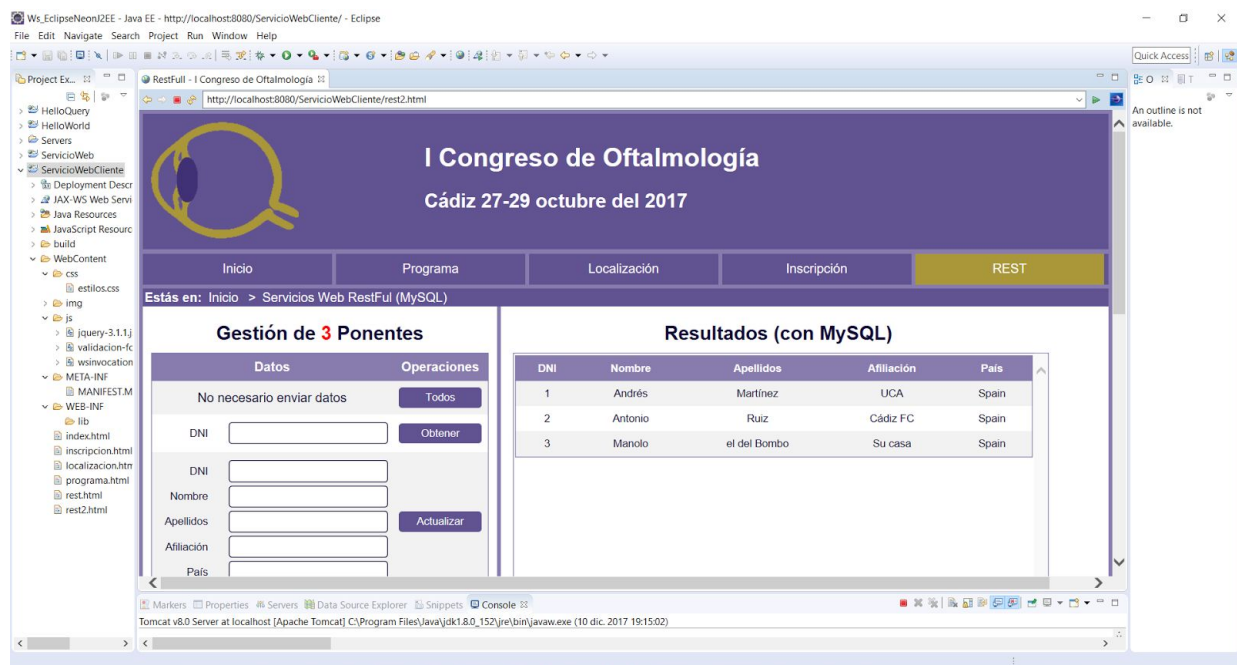 Ws_EclipseNeonJ2EE - Java EE - http://localhost:8080/ServicioWebCliente/ - Eclipse
File Edit Navigate Search Project Run Window Help
Quick Access
Project Ex...
HelloQuery
HelloWorld
Servers
ServicioWeb
ServicioWebCliente
Deployment Descr
JAX-WS Web Servi
Java Resources
JavaScript Resourc
build
WebContent
css
estilos.css
img
js
jquery-3.1.1.j
validacion-fc
wsinvocation
META-INF
MANIFEST.M
WEB-INF
lib
index.html
inscripcion.html
localizacion.htm
programa.html
rest.html
rest2.html
RestFull - I Congreso de Oftalmología
http://localhost:8080/ServicioWebCliente/rest2.html
I Congreso de Oftalmología
Cádiz 27-29 octubre del 2017
Inicio Programa Localización Inscripción REST
Estás en: Inicio > Servicios Web RestFul (MySQL)
Gestión de 3 Ponentes
Datos Operaciones
No necesario enviar datos Todos
DNI Obtener
DNI
Nombre
Apellidos Actualizar
Afiliación
País
Resultados (con MySQL)
DNI Nombre Apellidos Afiliación País
1 Andrés Martínez UCA Spain
2 Antonio Ruiz Cádiz FC Spain
3 Manolo el del Bombo Su casa Spain
O T
An outline is not
available.
Markers Properties Servers Data Source Explorer Snippets Console
Tomcat v8.0 Server at localhost [Apache Tomcat] C:\Program Files\Java\jdk1.8.0_152\jre\bin\javaw.exe (10 dic. 2017 19:15:02)